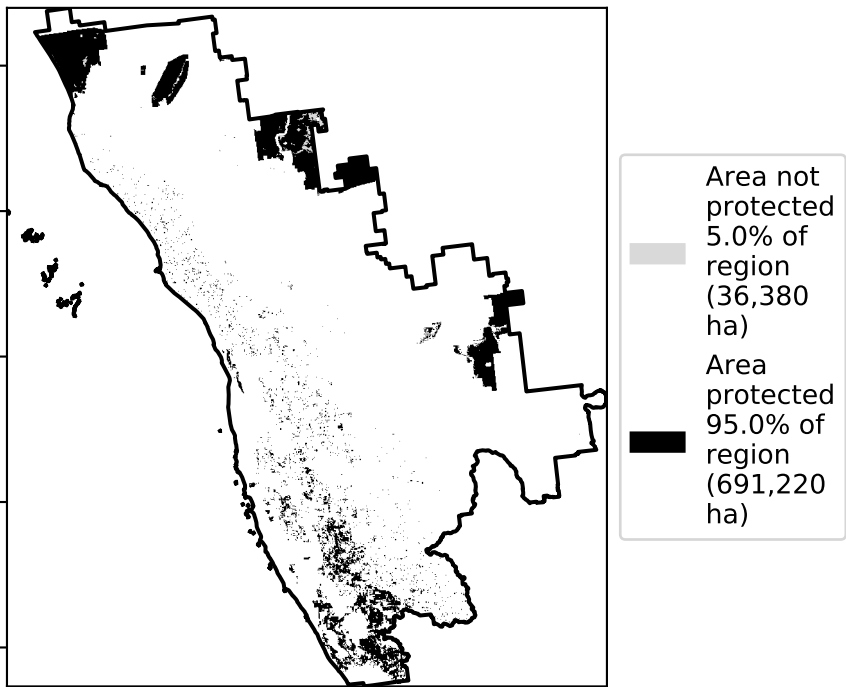 Area not
protected
5.0% of
region
(36,380
ha)
Area
protected
95.0% of
region
(691,220
ha)